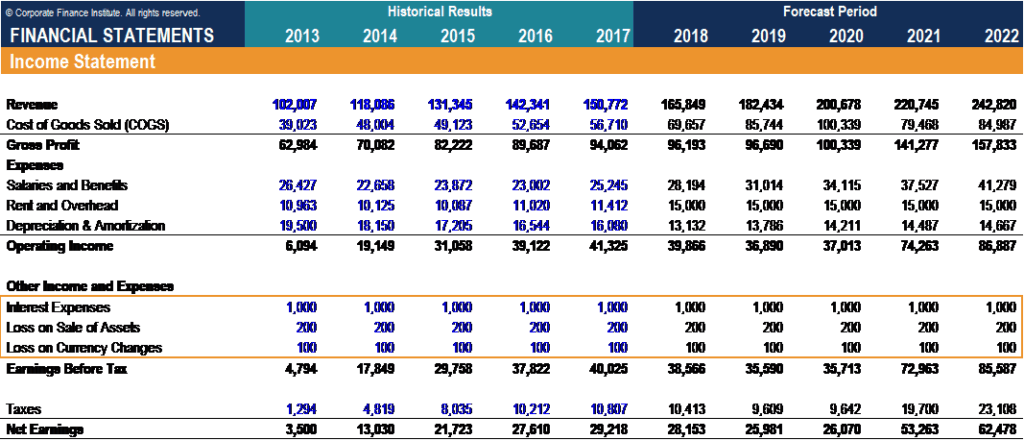 © Corporate Finance Institute. All rights reserved. Historical Results Forecast Period
FINANCIAL STATEMENTS 2013 2014 2015 2016 2017 2018 2019 2020 2021 2022
Income Statement
Revenue 102,007 118,086 131,345 142,341 150,772 165,849 182,434 200,678 220,745 242,820
Cost of Goods Sold (COGS) 39,023 48,004 49,123 52,654 56,710 69,657 85,744 100,339 79,468 84,987
Gross Profit 62,984 70,082 82,222 89,687 94,062 96,193 96,690 100,339 141,277 157,833
Expenses
Salaries and Benefits 26,427 22,658 23,872 23,002 25,245 28,194 31,014 34,115 37,527 41,279
Rent and Overhead 10,963 10,125 10,087 11,020 11,412 15,000 15,000 15,000 15,000 15,000
Depreciation & Amortization 19,500 18,150 17,205 16,544 16,080 13,132 13,786 14,211 14,487 14,667
Operating Income 6,094 19,149 31,058 39,122 41,325 39,866 36,890 37,013 74,263 86,887
Other Income and Expenses
Interest Expenses 1,000 1,000 1,000 1,000 1,000 1,000 1,000 1,000 1,000 1,000
Loss on Sale of Assets 200 200 200 200 200 200 200 200 200 200
Loss on Currency Changes 100 100 100 100 100 100 100 100 100 100
Earnings Before Tax 4,794 17,849 29,758 37,822 40,025 38,566 35,590 35,713 72,963 85,587
Taxes 1,294 4,819 8,035 10,212 10,807 10,413 9,609 9,642 19,700 23,108
Net Earnings 3,500 13,030 21,723 27,610 29,218 28,153 25,981 26,070 53,263 62,478